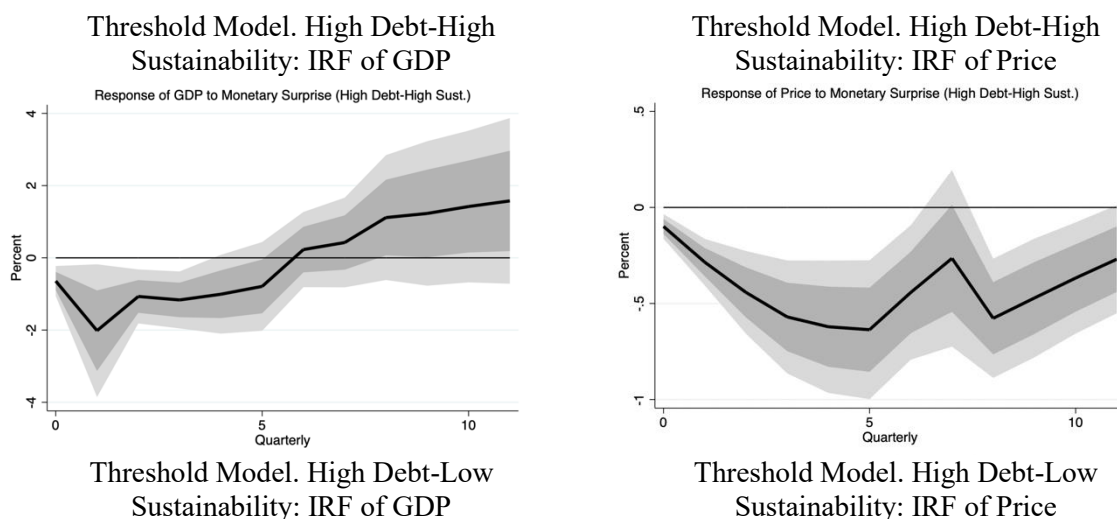 Threshold Model. High Debt-High
Sustainability: IRF of GDP
Response of GDP to Monetary Surprise (High Debt-High Sust.)
4
2
0
-2
-4
Percent
0
5
10
Quarterly
Threshold Model. High Debt-High
Sustainability: IRF of Price
Response of Price to Monetary Surprise (High Debt-High Sust.)
.5
0
-.5
-1
Percent
0
5
10
Quarterly
Threshold Model. High Debt-Low
Sustainability: IRF of GDP
Threshold Model. High Debt-Low
Sustainability: IRF of Price